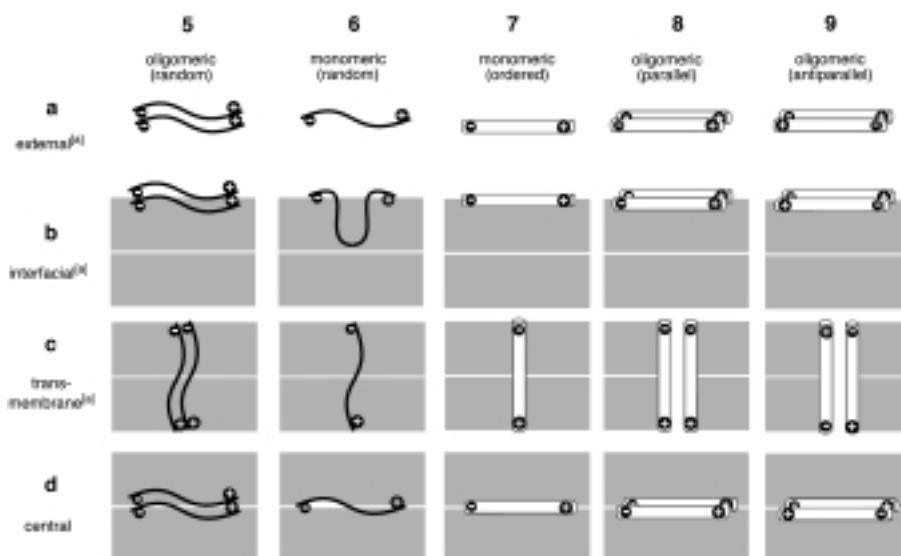 5 6 7 8 9
oligomeric monomeric monomeric oligomeric oligomeric
(random) (random) (ordered) (parallel) (antiparallel)
a
external[a]
b
interfacial[a]
c
trans-
membrane[a]
d
central